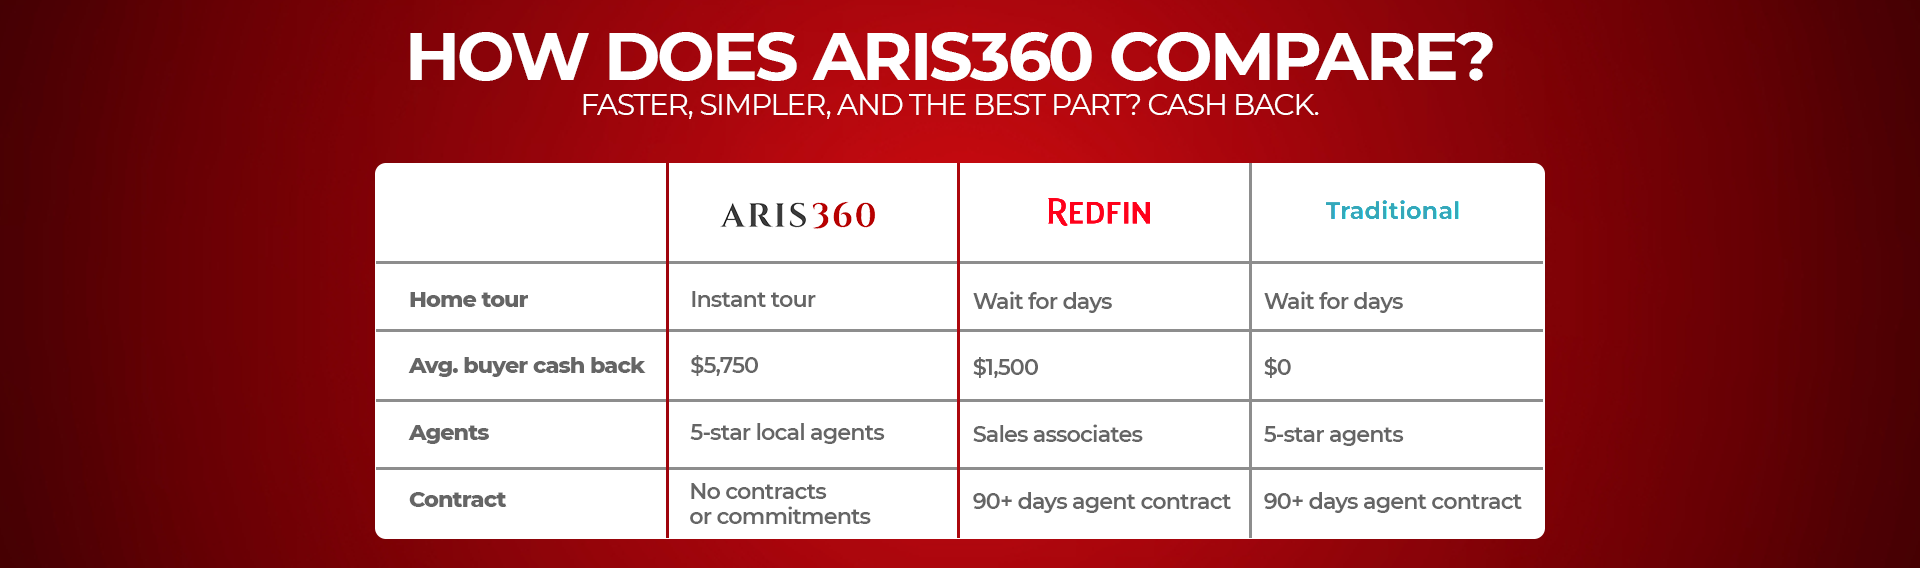 HOW DOES ARIS360 COMPARE?
FASTER, SIMPLER, AND THE BEST PART? CASH BACK.
ARIS360 REDFIN Traditional
Home tour Instant tour Wait for days Wait for days
Avg. buyer cash back $5,750 $1,500 $0
Agents 5-star local agents Sales associates 5-star agents
Contract No contracts
or commitments 90+ days agent contract 90+ days agent contract